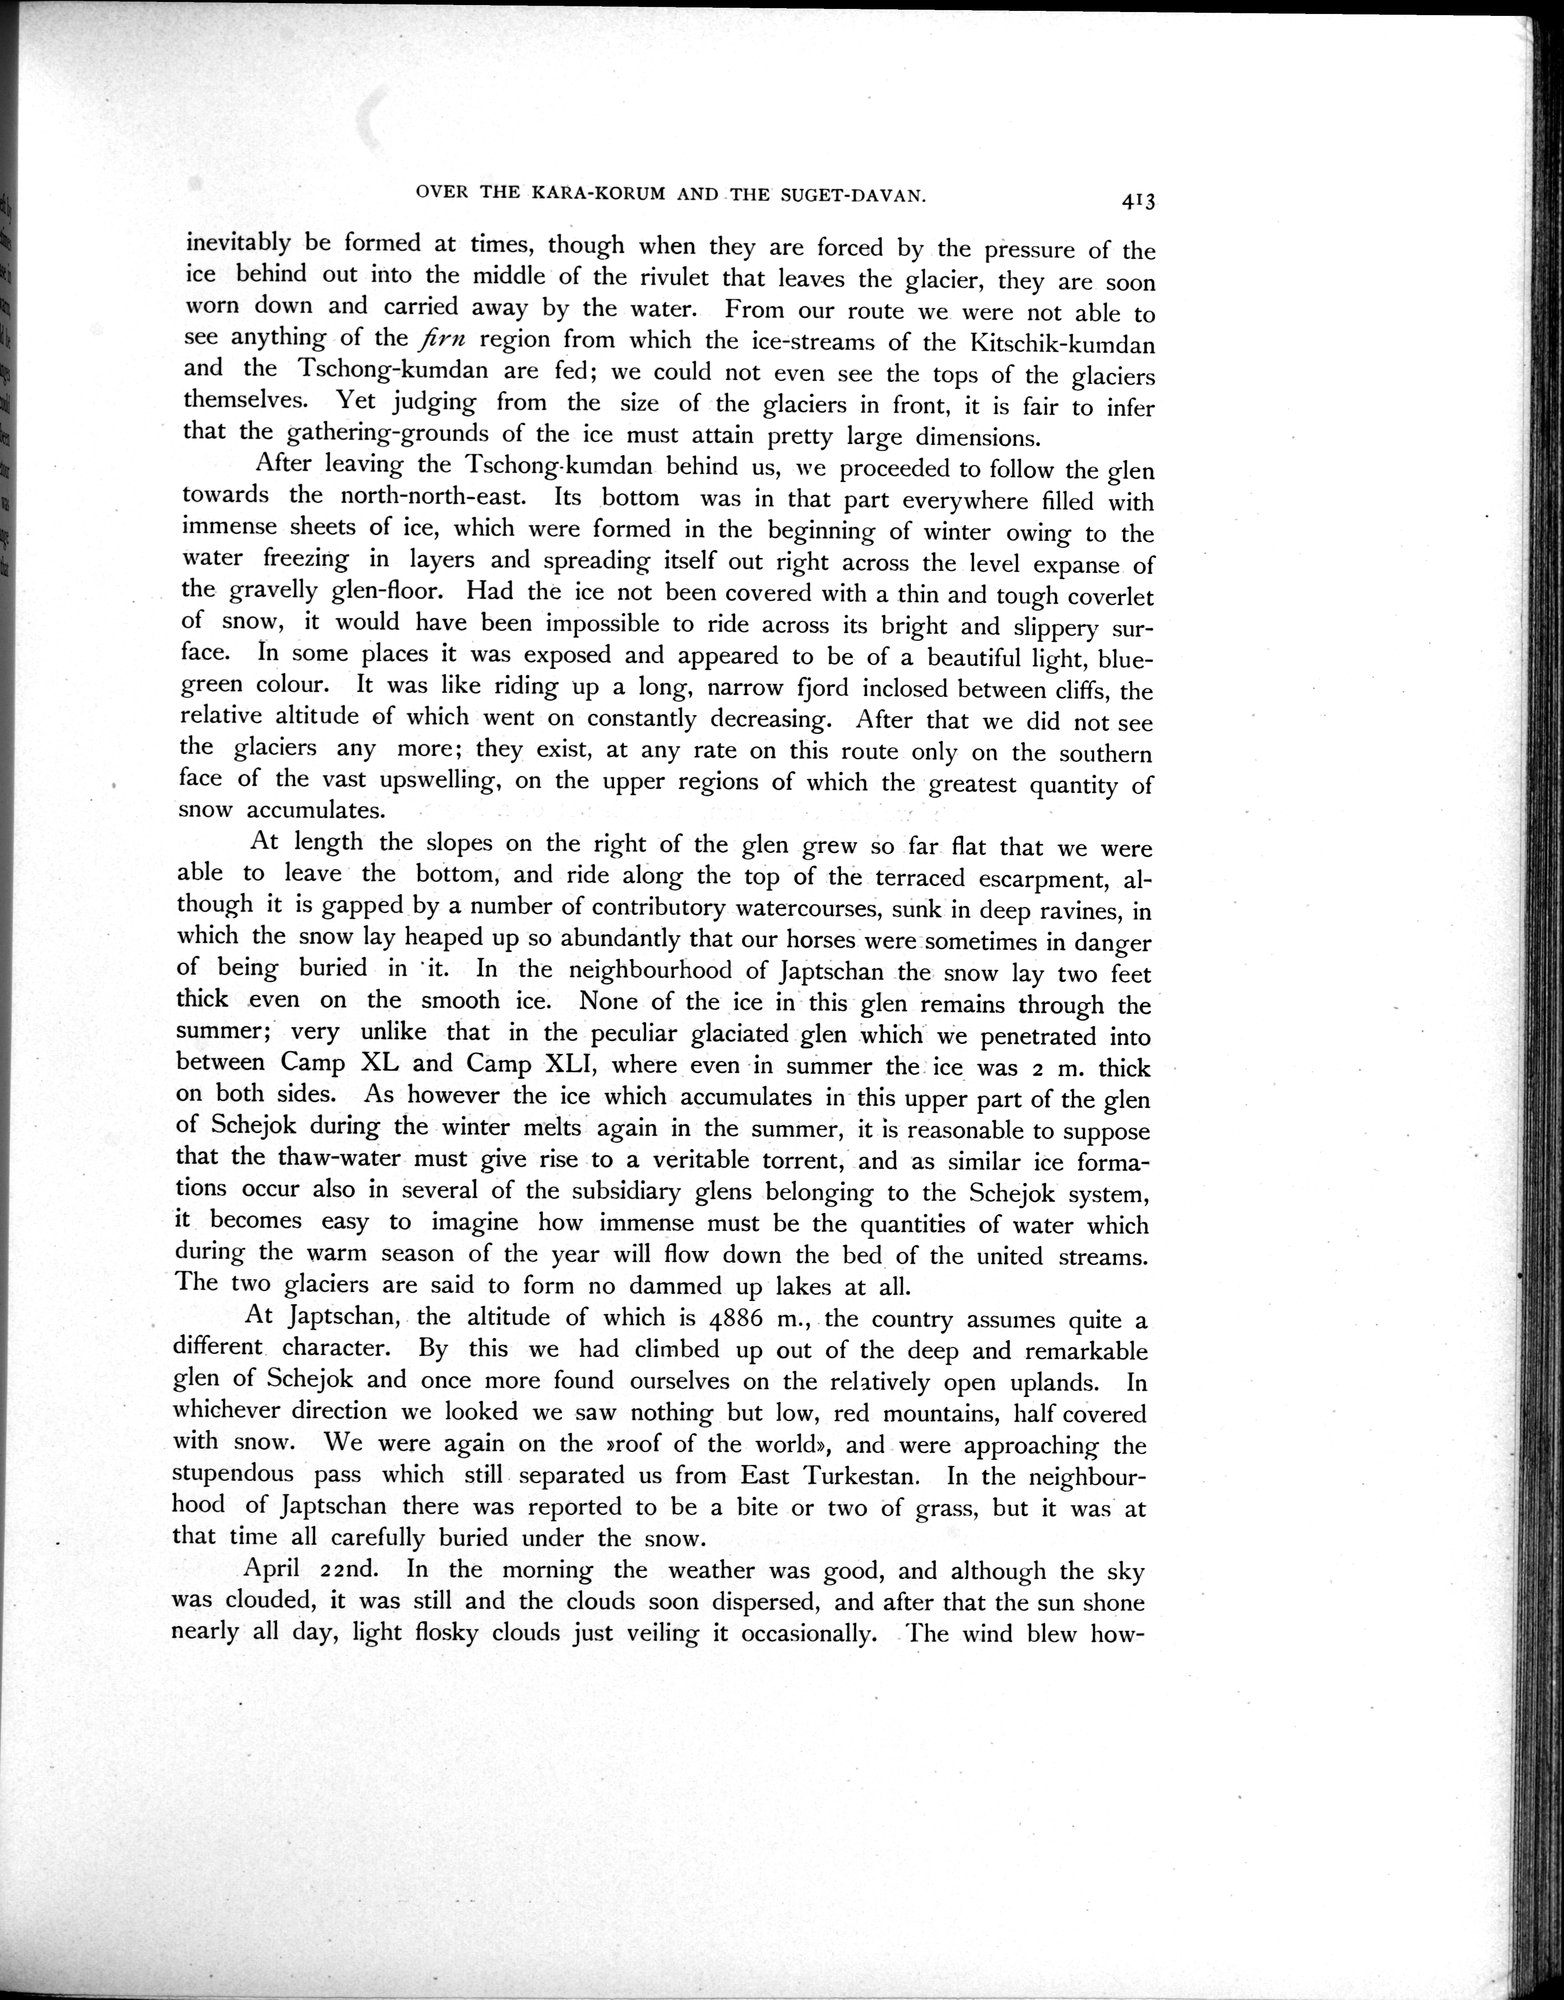 OVER THE KARA-KORUM AND THE SUGET-DAVAN. 413
inevitably be formed at times, though when they are forced by the pressure of the
ice behind out into the middle of the rivulet that leaves the glacier, they are soon
worn down and carried away by the water. From our route we were not able to
see anything of the firn region from which the ice-streams of the Kitschik-kumdan
and the Tschong-kumdan are fed; we could not even see the tops of the glaciers
themselves. Yet judging from the size of the glaciers in front, it is fair to infer
that the gathering-grounds of the ice must attain pretty large dimensions.
After leaving the Tschong-kumdan behind us, we proceeded to follow the glen
towards the north-north-east. Its bottom was in that part everywhere filled with
immense sheets of ice, which were formed in the beginning of winter owing to the
water freezing in layers and spreading itself out right across the level expanse of
the gravelly glen-floor. Had the ice not been covered with a thin and tough coverlet
of snow, it would have been impossible to ride across its bright and slippery sur-
face. In some places it was exposed and appeared to be of a beautiful light, blue-
green colour. It was like riding up a long, narrow fjord inclosed between cliffs, the
relative altitude of which went on constantly decreasing. After that we did not see
the glaciers any more; they exist, at any rate on this route only on the southern
face of the vast upswelling, on the upper regions of which the greatest quantity of
snow accumulates.
At length the slopes on the right of the glen grew so far flat that we were
able to leave the bottom, and ride along the top of the terraced escarpment, al-
though it is gapped by a number of contributory watercourses, sunk in deep ravines, in
which the snow lay heaped up so abundantly that our horses were sometimes in danger
of being buried in it. In the neighbourhood of Japtschan the snow lay two feet
thick even on the smooth ice. None of the ice in this glen remains through the
summer; very unlike that in the peculiar glaciated glen which we penetrated into
between Camp XL and Camp XLI, where even in summer the ice was 2 m. thick
on both sides. As however the ice which accumulates in this upper part of the glen
of Schejok during the winter melts again in the summer, it is reasonable to suppose
that the thaw-water must give rise to a veritable torrent, and as similar ice forma-
tions occur also in several of the subsidiary glens belonging to the Schejok system,
it becomes easy to imagine how immense must be the quantities of water which
during the warm season of the year will flow down the bed of the united streams.
The two glaciers are said to form no dammed up lakes at all.
At Japtschan, the altitude of which is 4886 m., the country assumes quite a
different character. By this we had climbed up out of the deep and remarkable
glen of Schejok and once more found ourselves on the relatively open uplands. In
whichever direction we looked we saw nothing but low, red mountains, half covered
with snow. We were again on the »roof of the world», and were approaching the
stupendous pass which still separated us from East Turkestan. In the neighbour-
hood of Japtschan there was reported to be a bite or two of grass, but it was at
that time all carefully buried under the snow.
April 22nd. In the morning the weather was good, and although the sky
was clouded, it was still and the clouds soon dispersed, and after that the sun shone
nearly all day, light flosky clouds just veiling it occasionally. The wind blew how-